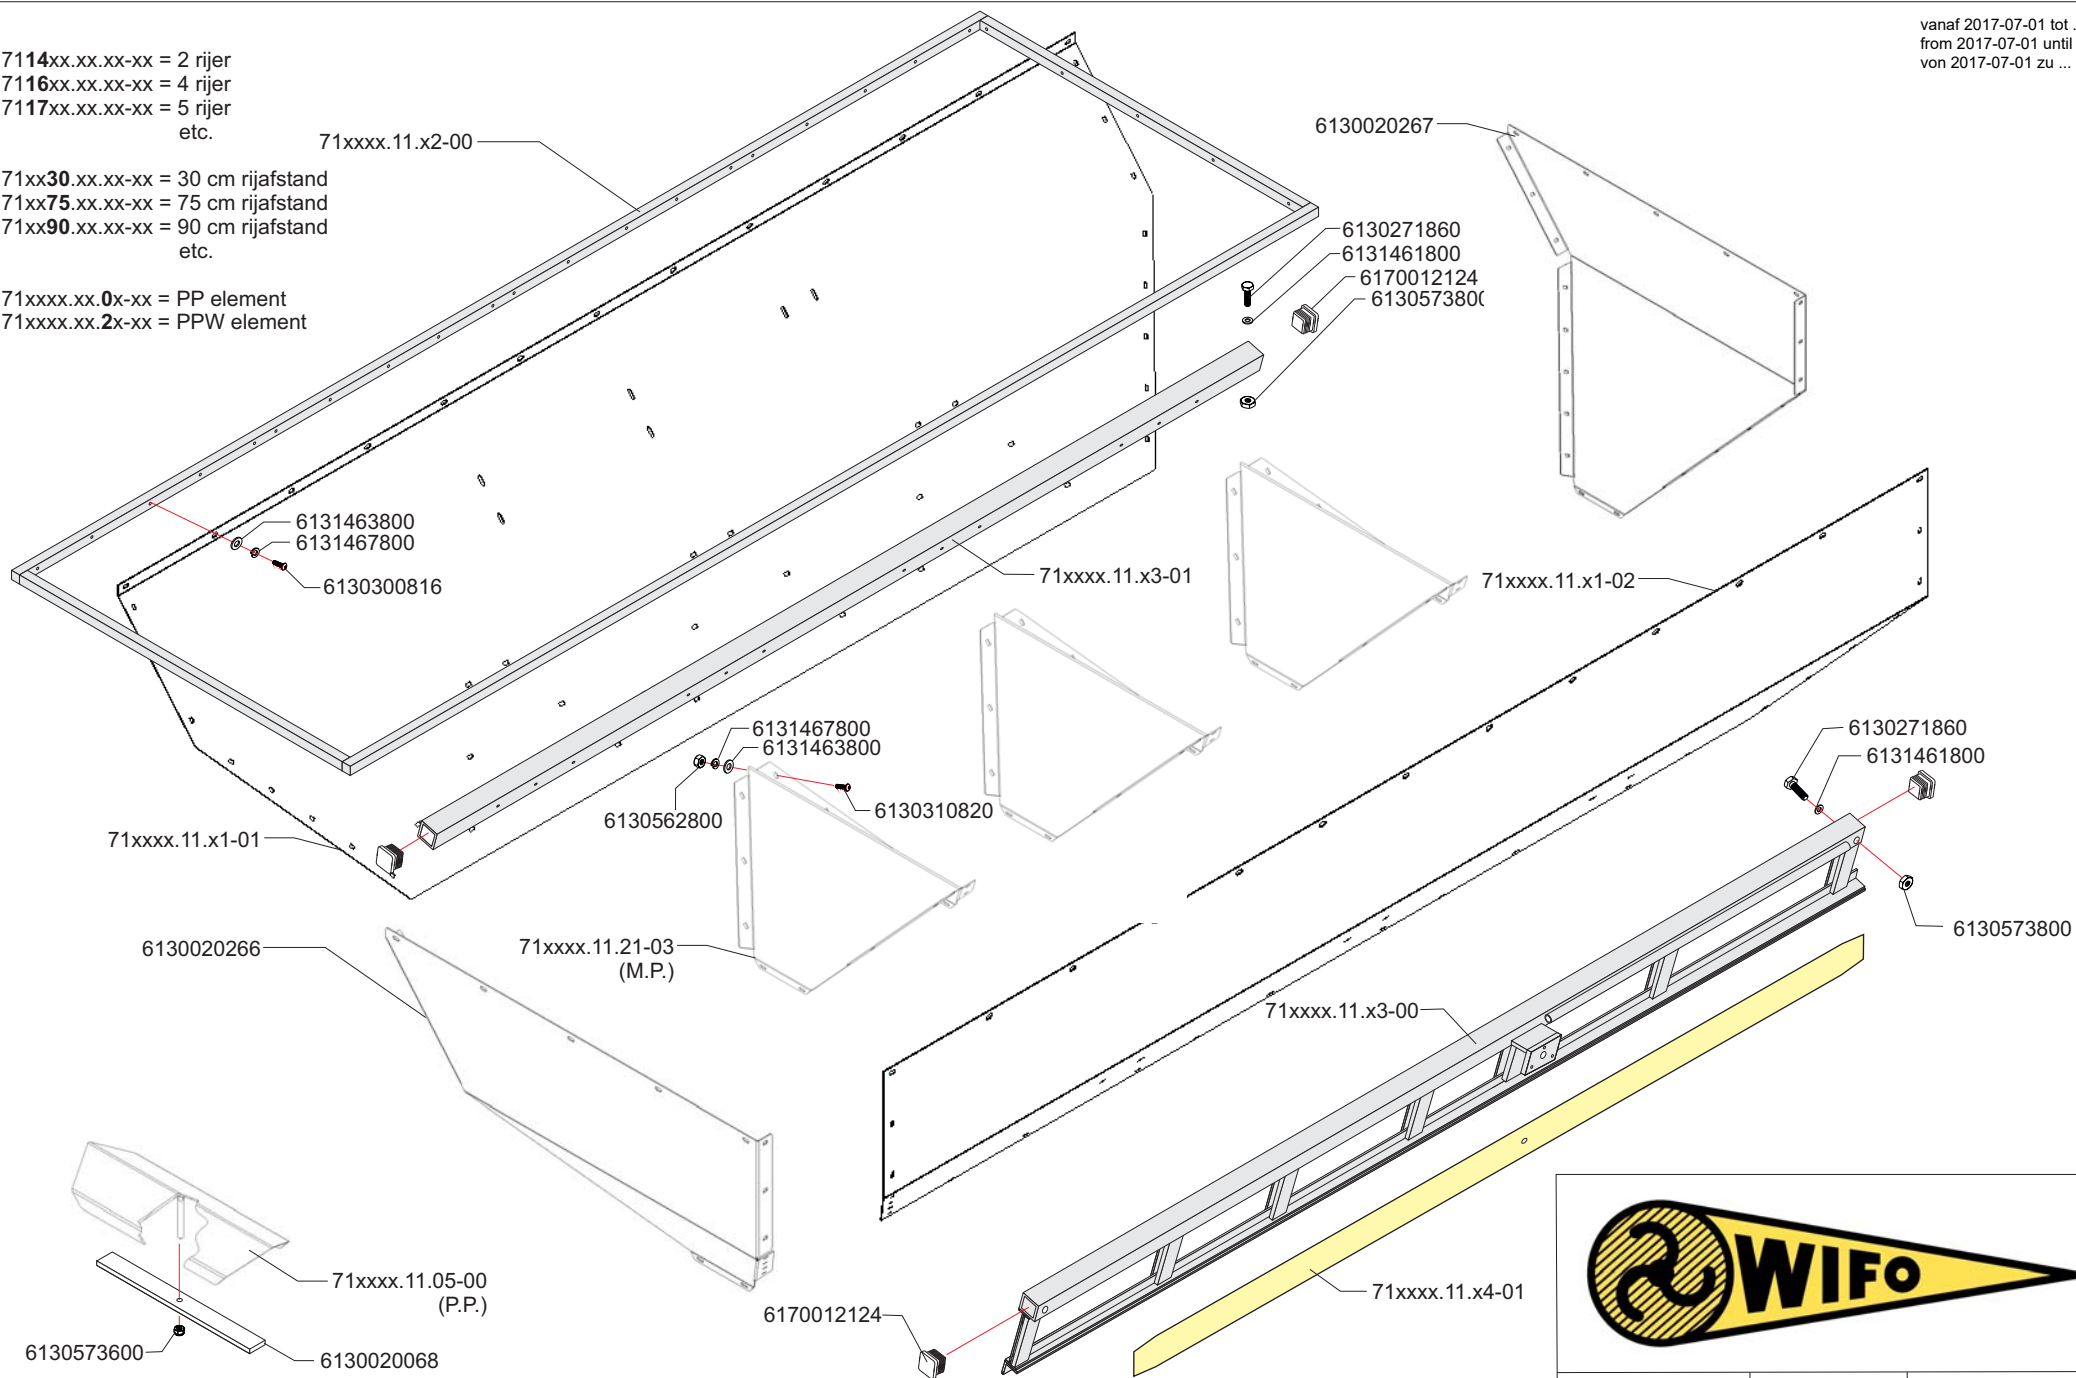 vanaf 2017-07-01 tot .
from 2017-07-01 until
von 2017-07-01 zu ...
7114xx.xx.xx-xx = 2 rijer
7116xx.xx.xx-xx = 4 rijer
7117xx.xx.xx-xx = 5 rijer
etc.
71xx30.xx.xx-xx = 30 cm rijafstand
71xx75.xx.xx-xx = 75 cm rijafstand
71xx90.xx.xx-xx = 90 cm rijafstand
etc.
71xxxx.xx.0x-xx = PP element
71xxxx.xx.2x-xx = PPW element
71xxxx.11.x2-00
6130020267
6130271860
6131461800
6170012124
6130573800
6131463800
6131467800
6130300816
71xxxx.11.x3-01
71xxxx.11.x1-02
6131467800
6131463800
6130562800
6130310820
6130271860
6131461800
71xxxx.11.x1-01
6130020266
71xxxx.11.21-03
(M.P.)
6130573800
71xxxx.11.x3-00
71xxxx.11.05-00
(P.P.)
6130573600
6130020068
6170012124
71xxxx.11.x4-01
WIFO